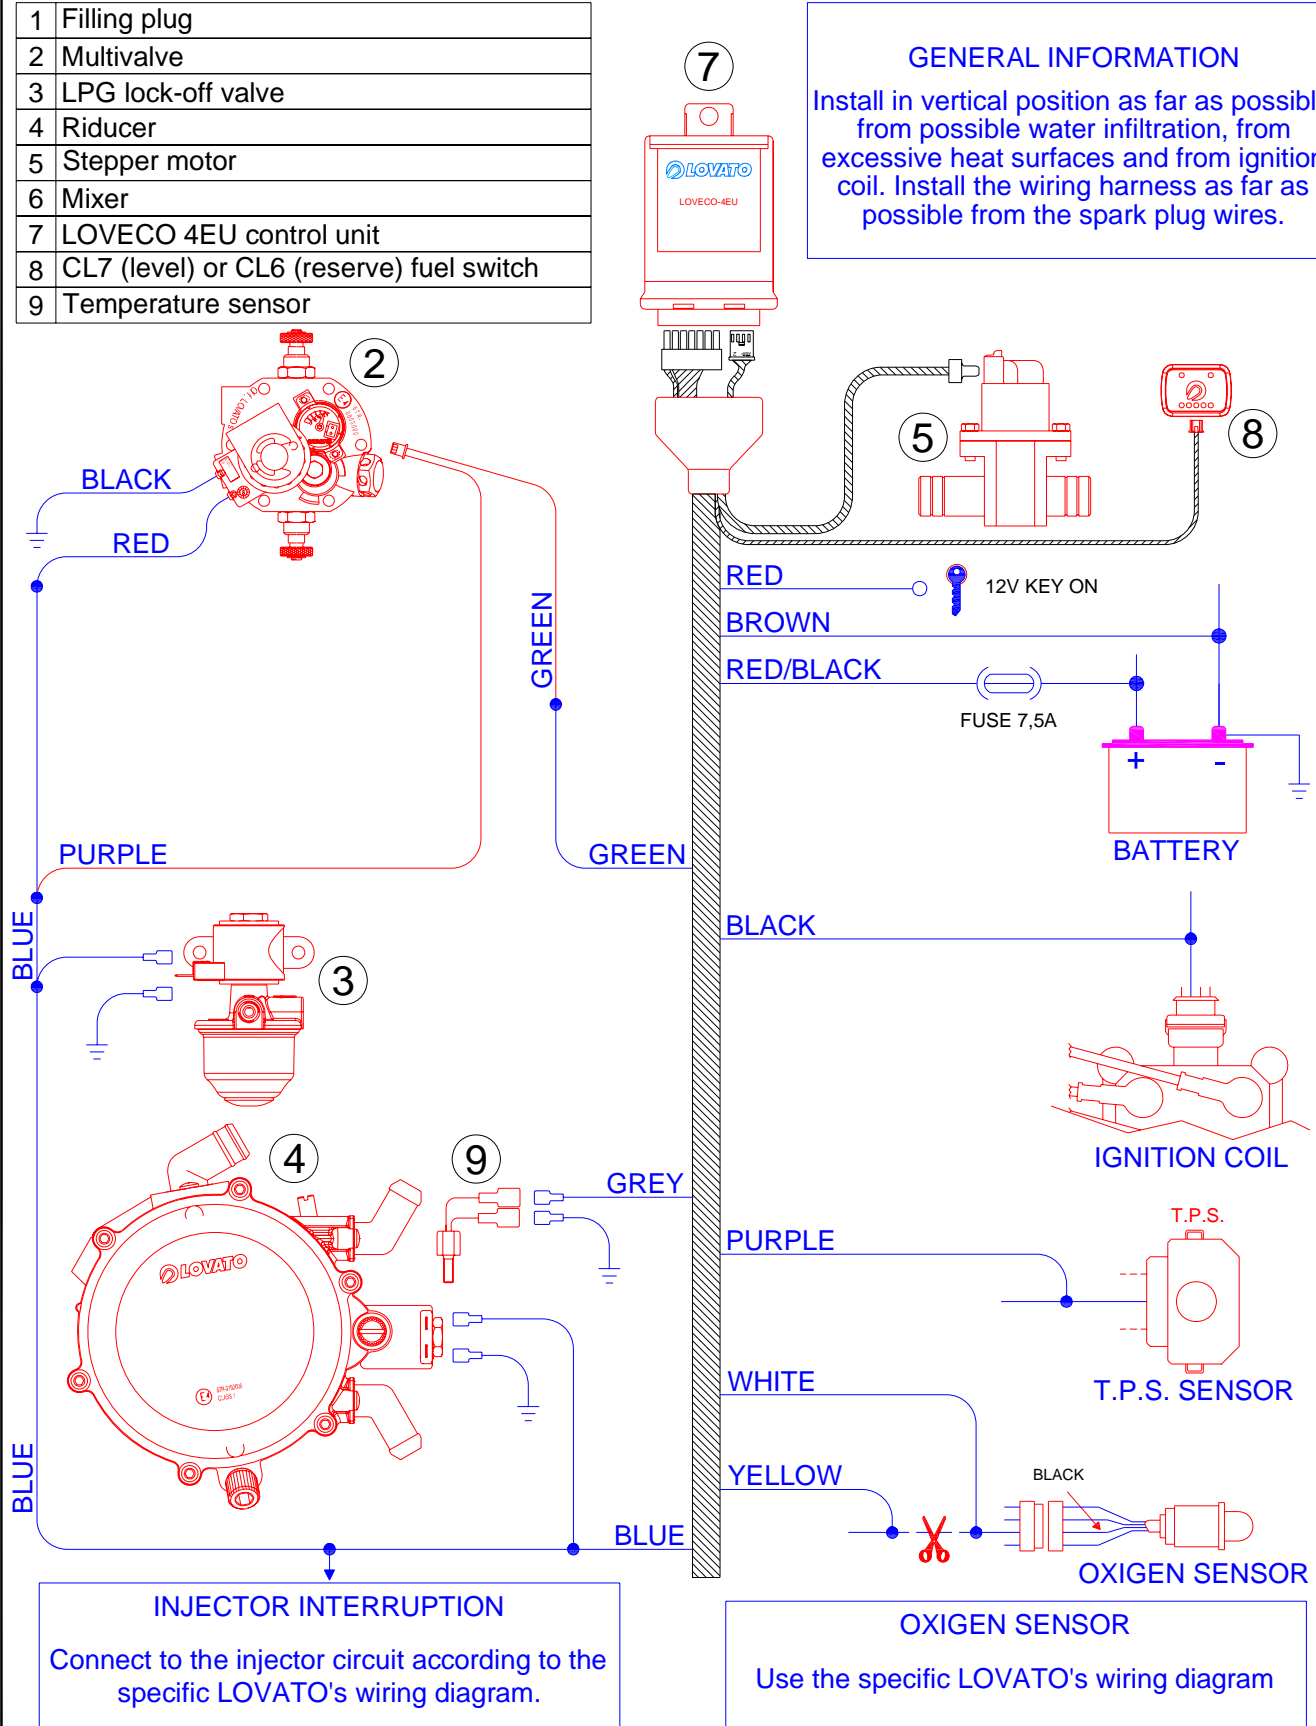 1 Filling plug
2 Multivalve
3 LPG lock-off valve
4 Riducer
5 Stepper motor
6 Mixer
7 LOVECO 4EU control unit
8 CL7 (level) or CL6 (reserve) fuel switch
9 Temperature sensor
7
LOVATO
LOVECO-4EU
GENERAL INFORMATION
Install in vertical position as far as possibl
from possible water infiltration, from
excessive heat surfaces and from ignition
coil. Install the wiring harness as far as
possible from the spark plug wires.
2
5
8
BLACK
RED
GREEN
RED
12V KEY ON
BROWN
RED/BLACK
FUSE 7,5A
+ -
BATTERY
PURPLE
GREEN
BLUE
BLACK
3
IGNITION COIL
4
9
GREY
LOVATO
E4
CLASS 1
PURPLE
T.P.S.
T.P.S. SENSOR
WHITE
YELLOW
BLACK
BLUE
BLUE
OXIGEN SENSOR
INJECTOR INTERRUPTION
Connect to the injector circuit according to the
specific LOVATO's wiring diagram.
OXIGEN SENSOR
Use the specific LOVATO's wiring diagram